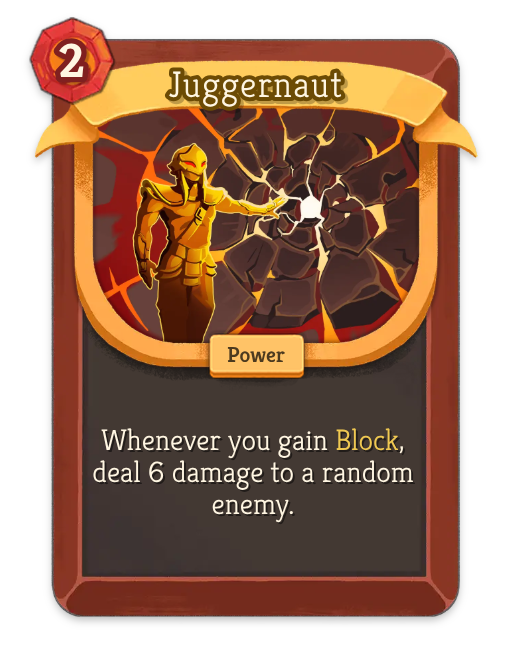 2
Juggernaut
Power
Whenever you gain Block,
deal 6 damage to a random
enemy.